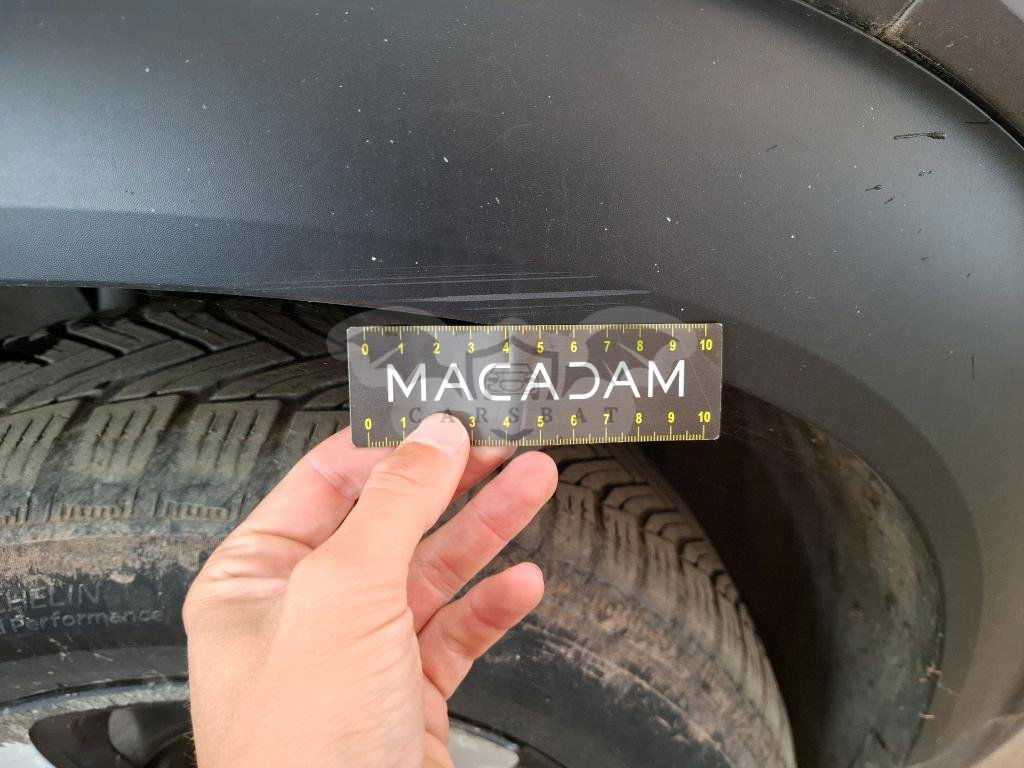 0 1 2 3 4 5 6 7 8 9 10
MACADAM
CARSBAT
0 1 3 4 5 6 7 8 9 10
HELIN
Performance